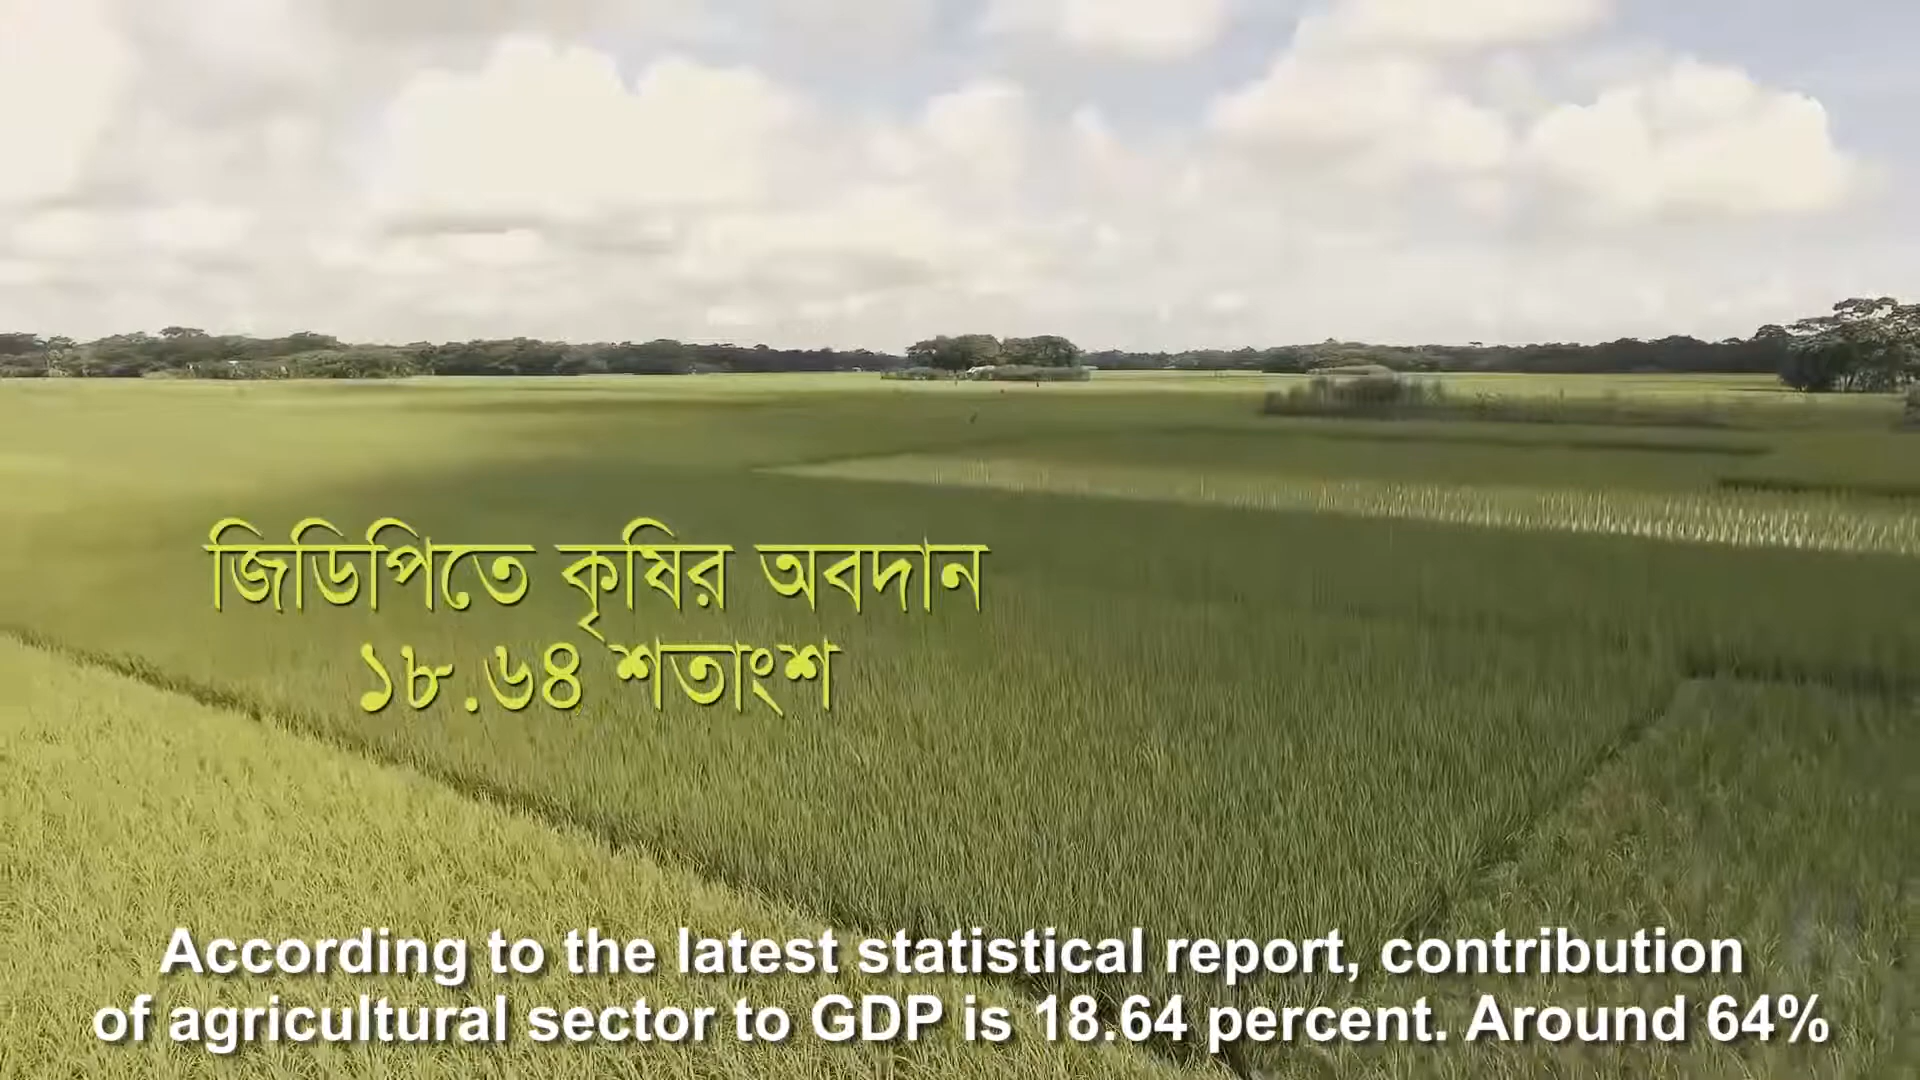 জিডিপিতে কৃষির অবদান
১৮.৬৪ শতাংশ
According to the latest statistical report, contribution
of agricultural sector to GDP is 18.64 percent. Around 64%